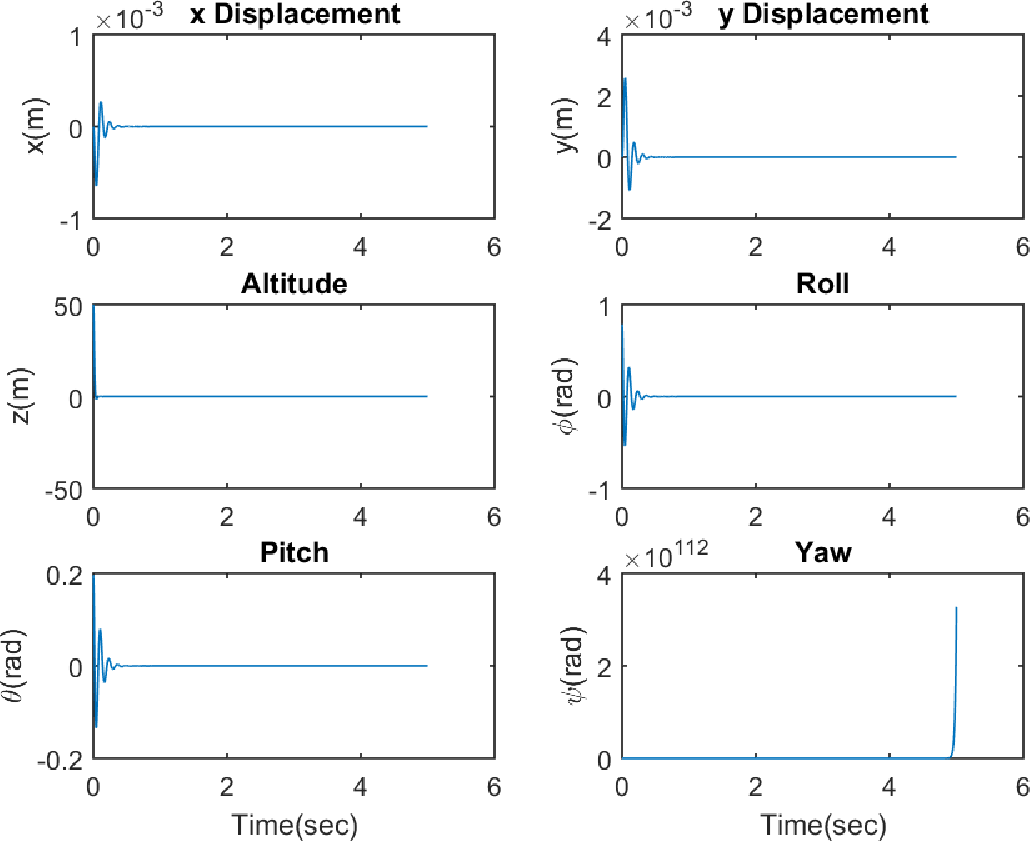 ×10-3 x Displacement
1
0
-1
x(m)
0 2 4 6
×10-3 y Displacement
4
2
0
-2
y(m)
0 2 4 6
Altitude
50
0
-50
z(m)
0 2 4 6
Roll
1
0
-1
ϕ(rad)
0 2 4 6
Pitch
0.2
0
-0.2
θ(rad)
0 2 4 6
Time(sec)
×10112 Yaw
4
2
0
ψ(rad)
0 2 4 6
Time(sec)